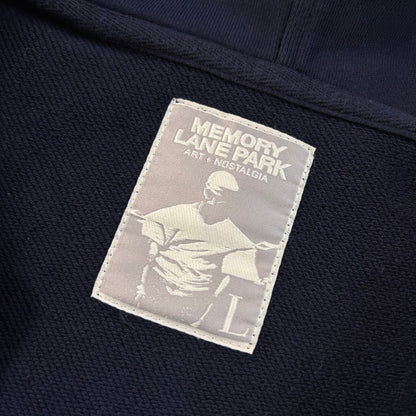 MEMORY
LANE PARK
ART + NOSTALGIA
L